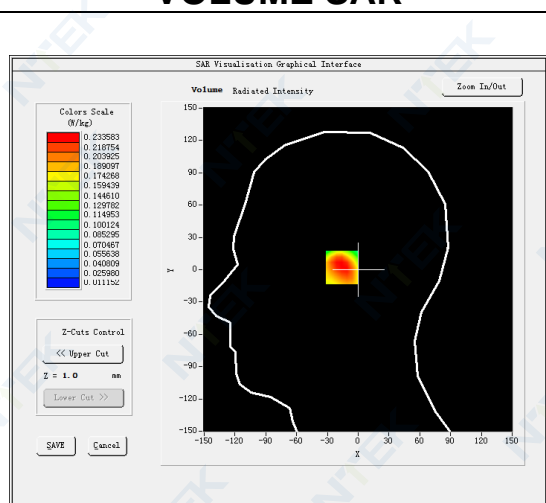 VOLUME SAR
SAR Visualisation Graphical Interface
Volume Radiated Intensity
Zoom In/Out
Colors Scale
(W/kg)
0.233583
0.218754
0.203925
0.189097
0.174268
0.159439
0.144610
0.129782
0.114953
0.100124
0.085295
0.070467
0.055638
0.040809
0.025980
0.011152
Z-Cuts Control
<< Upper Cut
Z = 1.0 mm
Lower Cut >>
SAVE Cancel
150
120
90
60
30
0
-30
-60
-90
-120
-150
Y
-150 -120 -90 -60 -30 0 30 60 90 120 150
X
NTEK